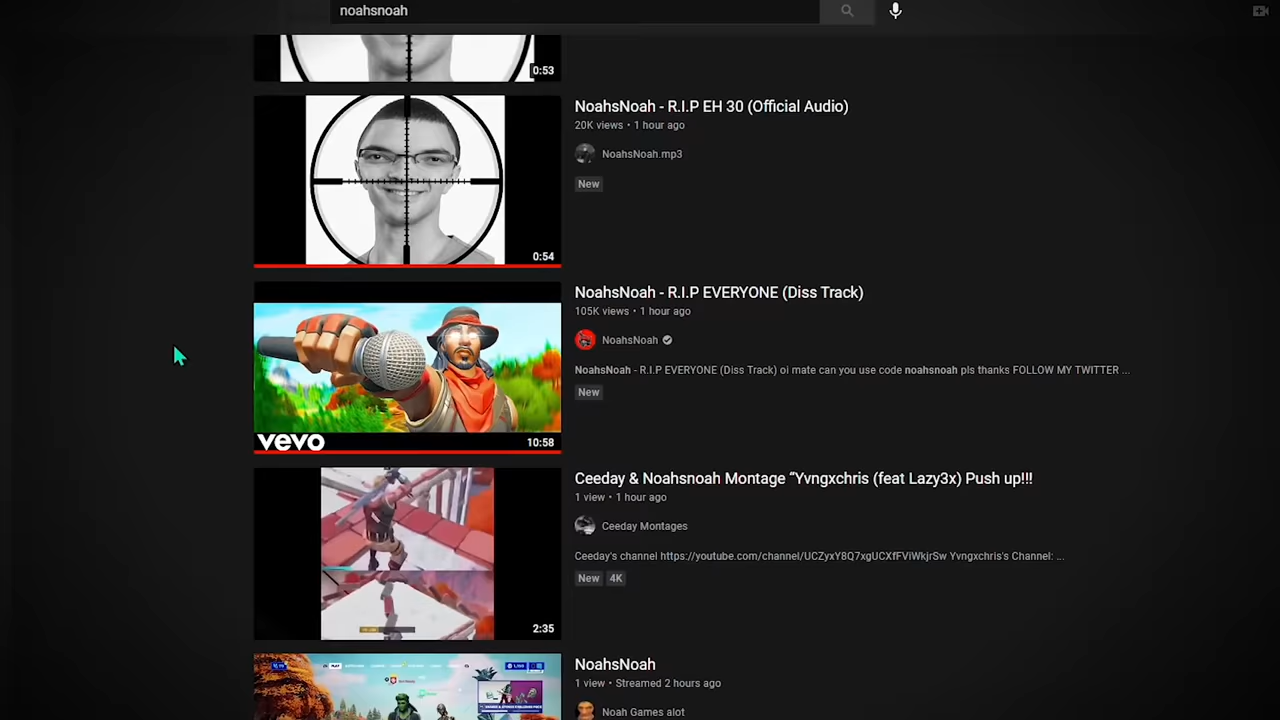 noahsnoah
0:53
NoahsNoah - R.I.P EH 30 (Official Audio)
20K views • 1 hour ago
NoahsNoah.mp3
New
0:54
NoahsNoah - R.I.P EVERYONE (Diss Track)
105K views • 1 hour ago
NoahsNoah
NoahsNoah - R.I.P EVERYONE (Diss Track) oi mate can you use code noahsnoah pls thanks FOLLOW MY TWITTER ...
New
vevo
10:58
Ceeday & Noahsnoah Montage “Yvngxchris (feat Lazy3x) Push up!!!
1 view • 1 hour ago
Ceeday Montages
Ceeday's channel https://youtube.com/channel/UCZyxY8Q7xgUCXfFViWkjrSw Yvngxchris's Channel: ...
New 4K
2:35
NoahsNoah
1 view • Streamed 2 hours ago
Noah Games alot
PLAY